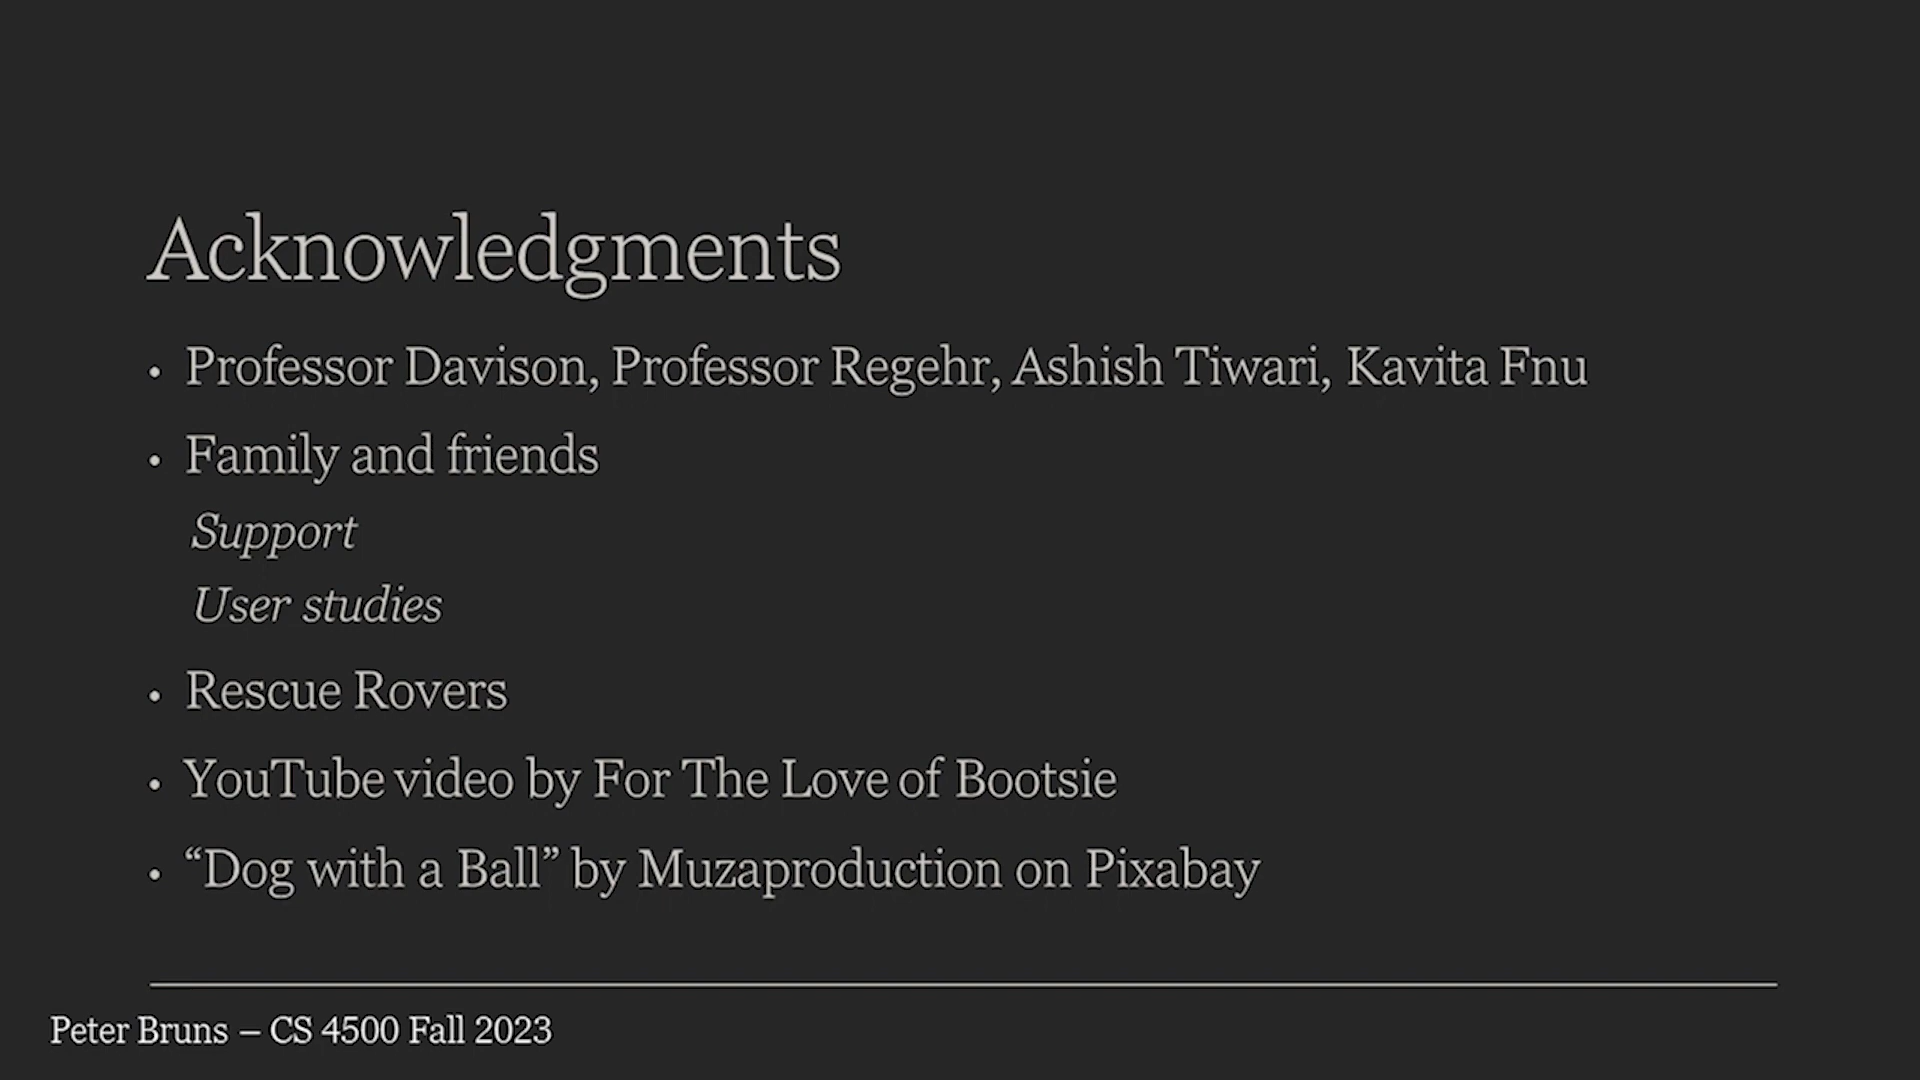 Acknowledgments
• Professor Davison, Professor Regehr, Ashish Tiwari, Kavita Fnu
• Family and friends
Support
User studies
• Rescue Rovers
• YouTube video by For The Love of Bootsie
• “Dog with a Ball” by Muzaproduction on Pixabay
Peter Bruns – CS 4500 Fall 2023